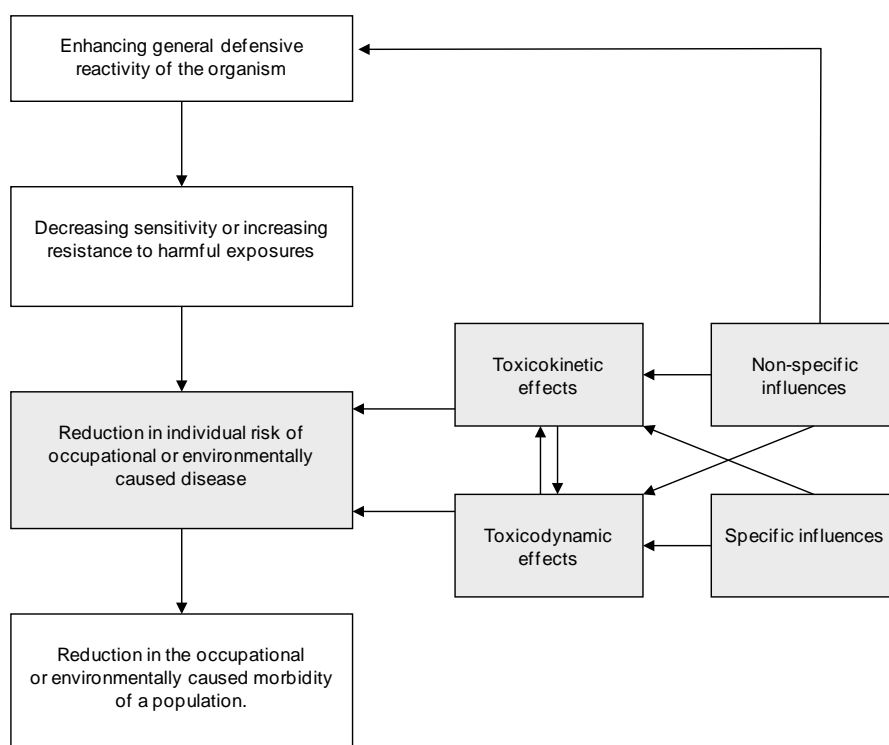 Enhancing general defensive
reactivity of the organism
Decreasing sensitivity or increasing
resistance to harmful exposures
Toxicokinetic
effects
Non-specific
influences
Reduction in individual risk of
occupational or environmentally
caused disease
Toxicodynamic
effects
Specific influences
Reduction in the occupational
or environmentally caused morbidity
of a population.